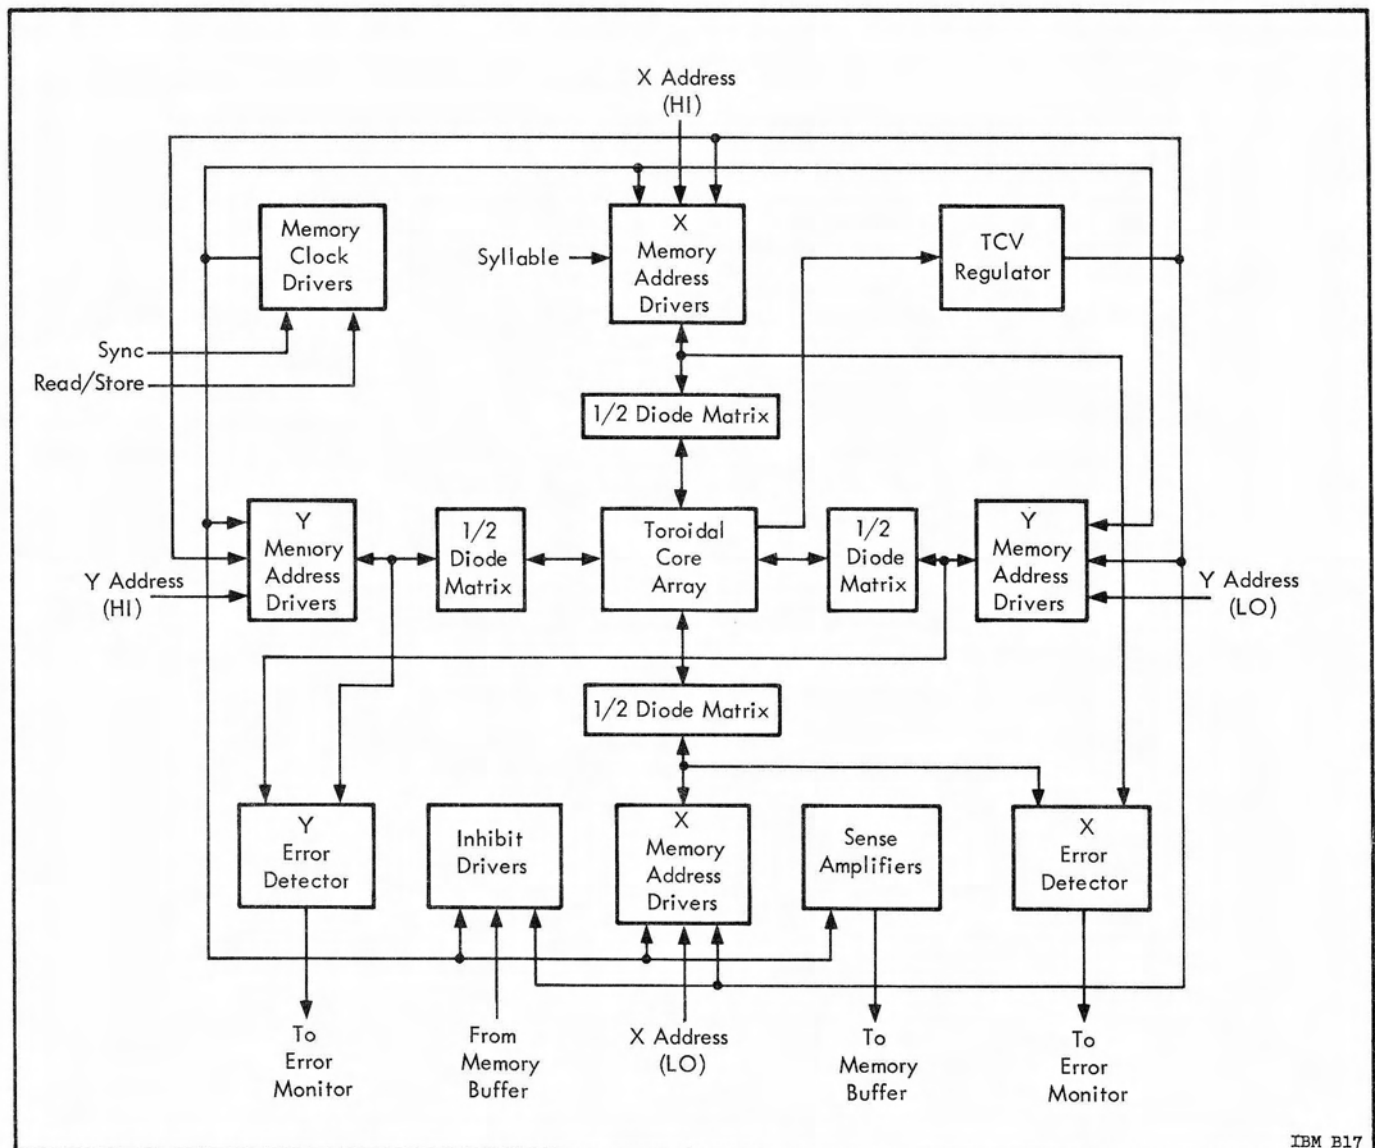 X Address
(HI)
Memory
Clock
Drivers
X
Memory
Address
Drivers
TCV
Regulator
Syllable
Sync
Read/Store
1/2 Diode Matrix
Y
Memory
Address
Drivers
1/2
Diode
Matrix
Toroidal
Core
Array
1/2
Diode
Matrix
Y
Memory
Address
Drivers
Y Address
(HI)
Y Address
(LO)
1/2 Diode Matrix
Y
Error
Detector
Inhibit
Drivers
X
Memory
Address
Drivers
Sense
Amplifiers
X
Error
Detector
To
Error
Monitor
From
Memory
Buffer
X Address
(LO)
To
Memory
Buffer
To
Error
Monitor
IBM B17